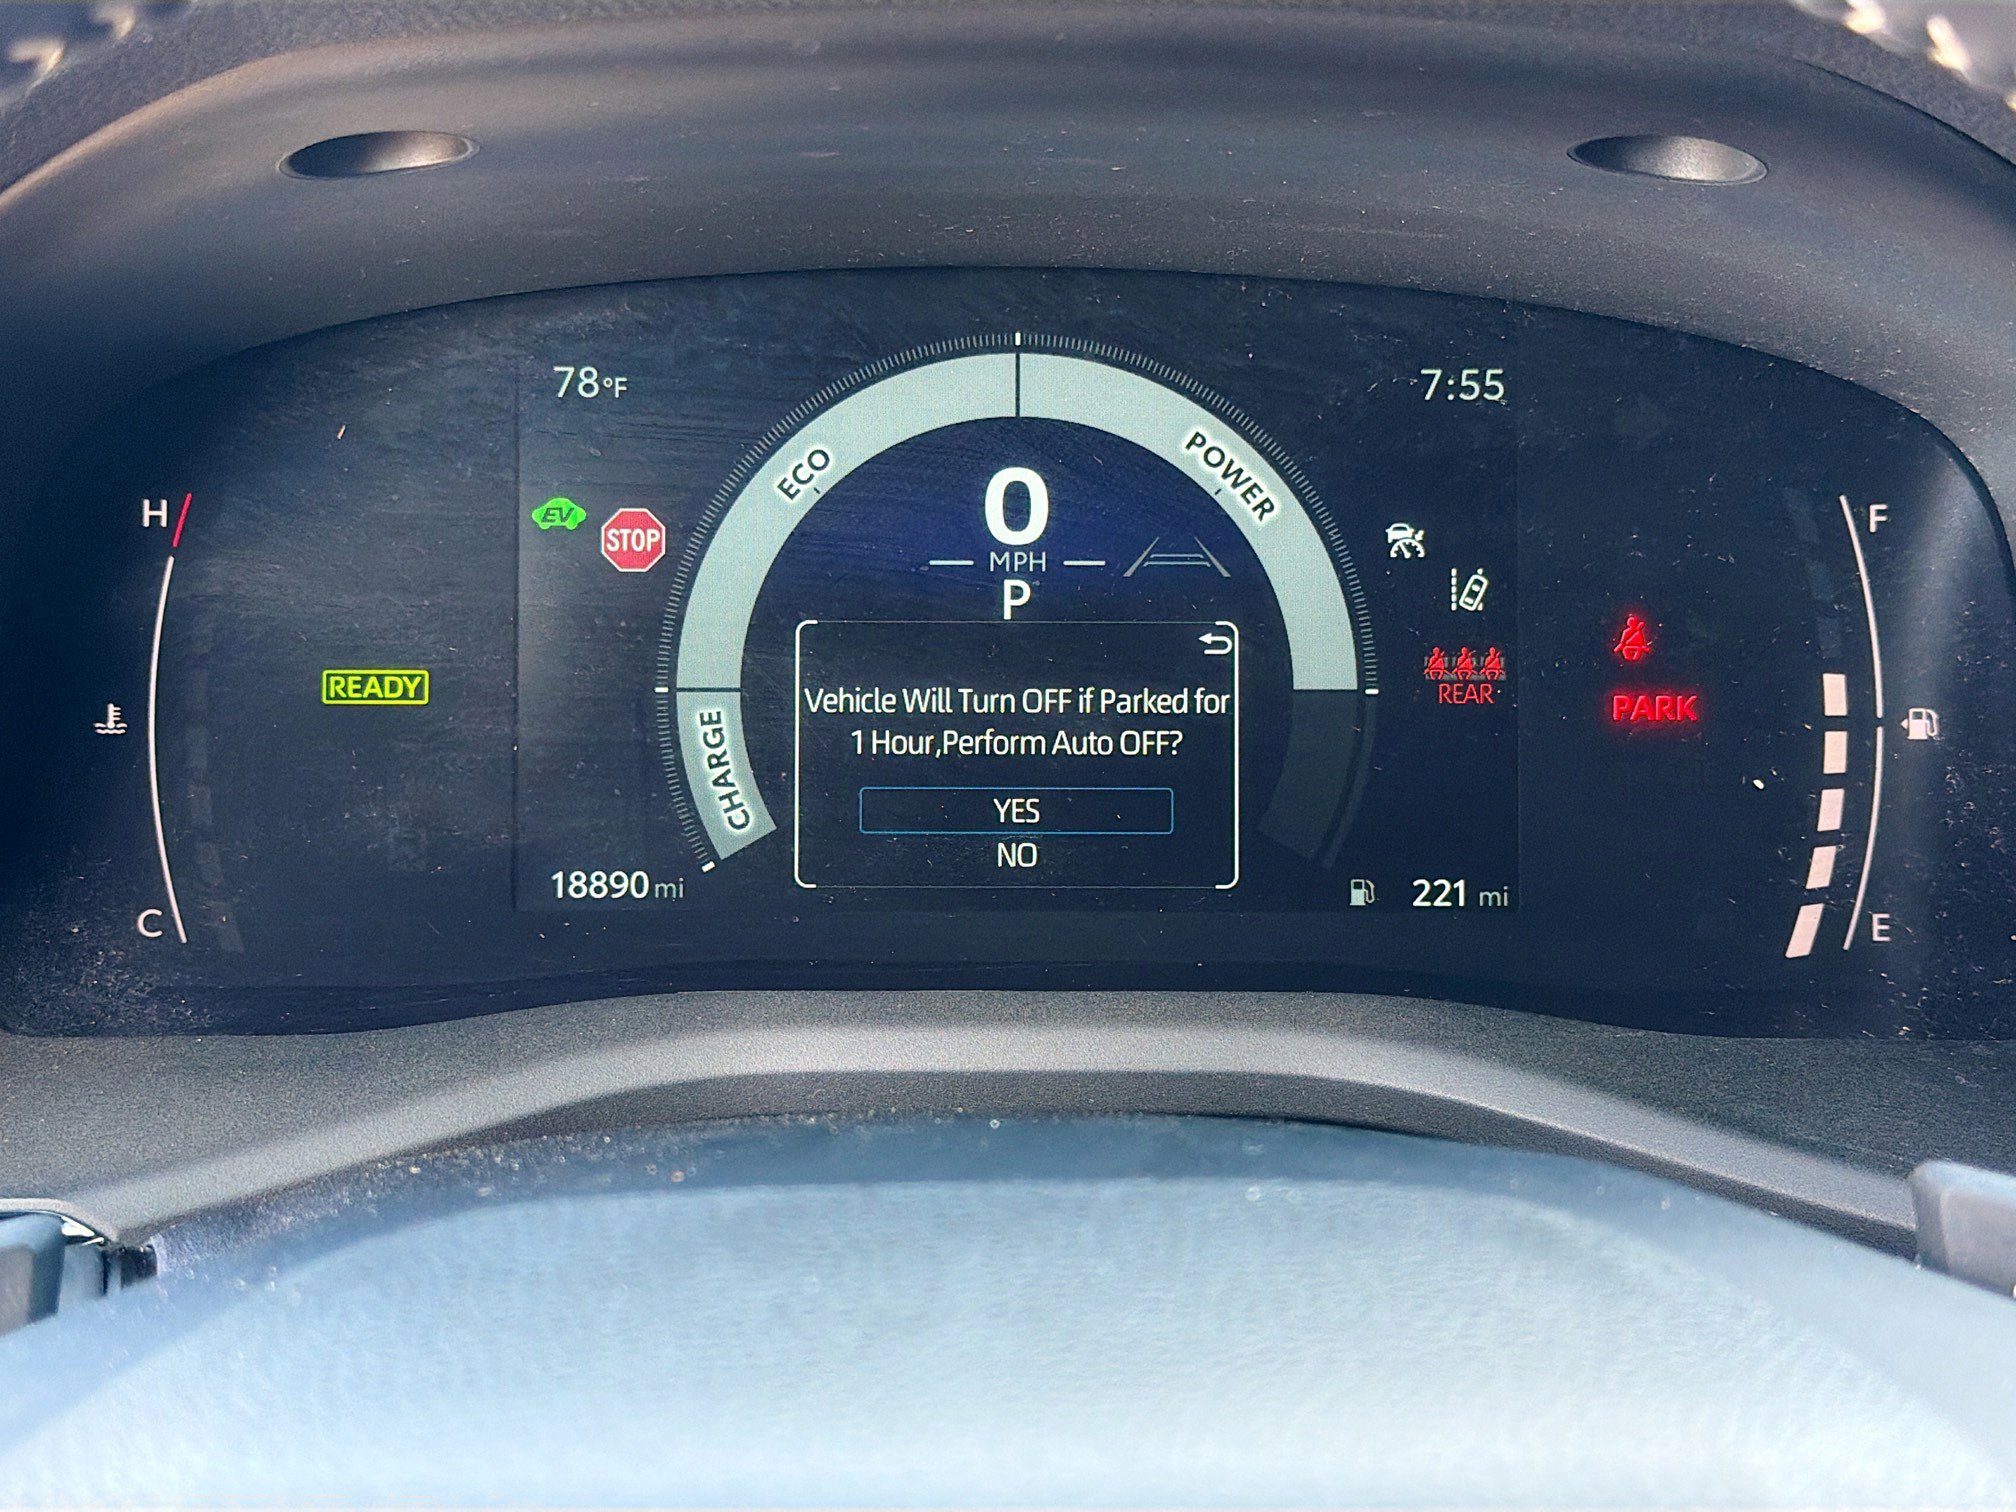 78°F
7:55
ECO
POWER
H
F
EV
STOP
0
MPH
P
READY
REAR
PARK
Vehicle Will Turn OFF if Parked for
1 Hour,Perform Auto OFF?
YES
NO
CHARGE
18890 mi
221 mi
C
E